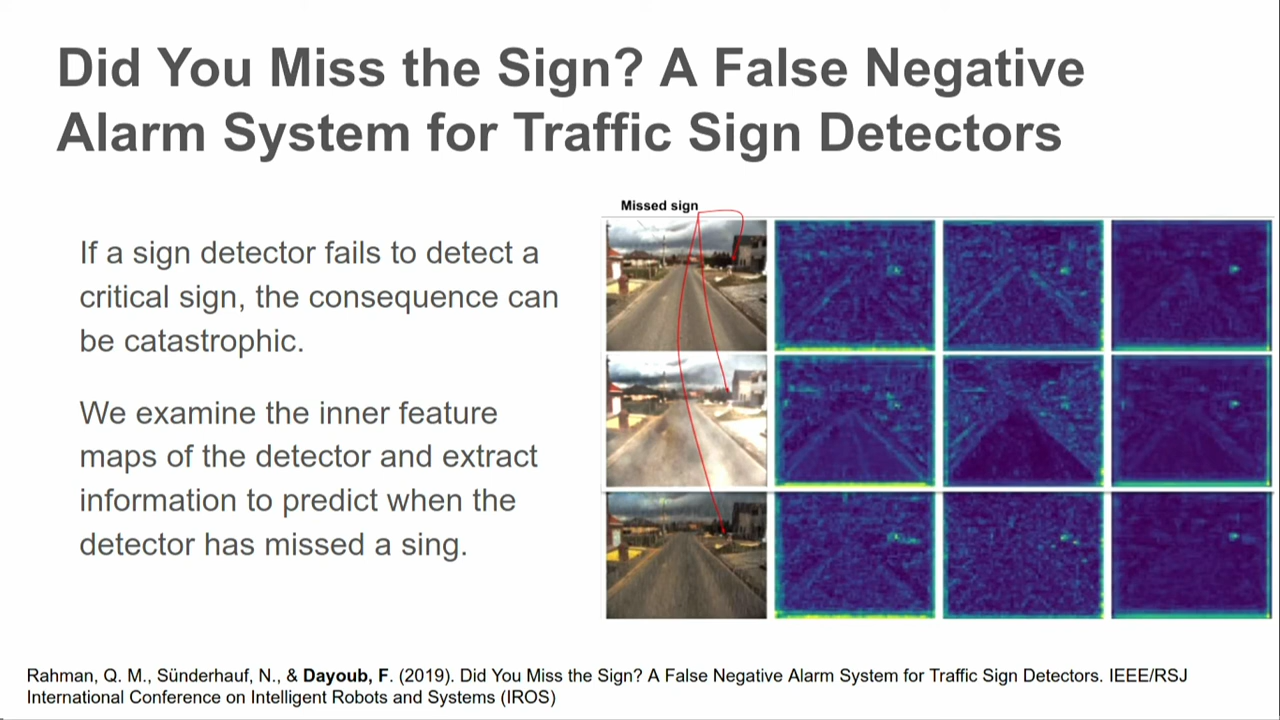 Did You Miss the Sign? A False Negative
Alarm System for Traffic Sign Detectors
If a sign detector fails to detect a
critical sign, the consequence can
be catastrophic.
We examine the inner feature
maps of the detector and extract
information to predict when the
detector has missed a sing.
Missed sign
Rahman, Q. M., Sünderhauf, N., & Dayoub, F. (2019). Did You Miss the Sign? A False Negative Alarm System for Traffic Sign Detectors. IEEE/RSJ
International Conference on Intelligent Robots and Systems (IROS)